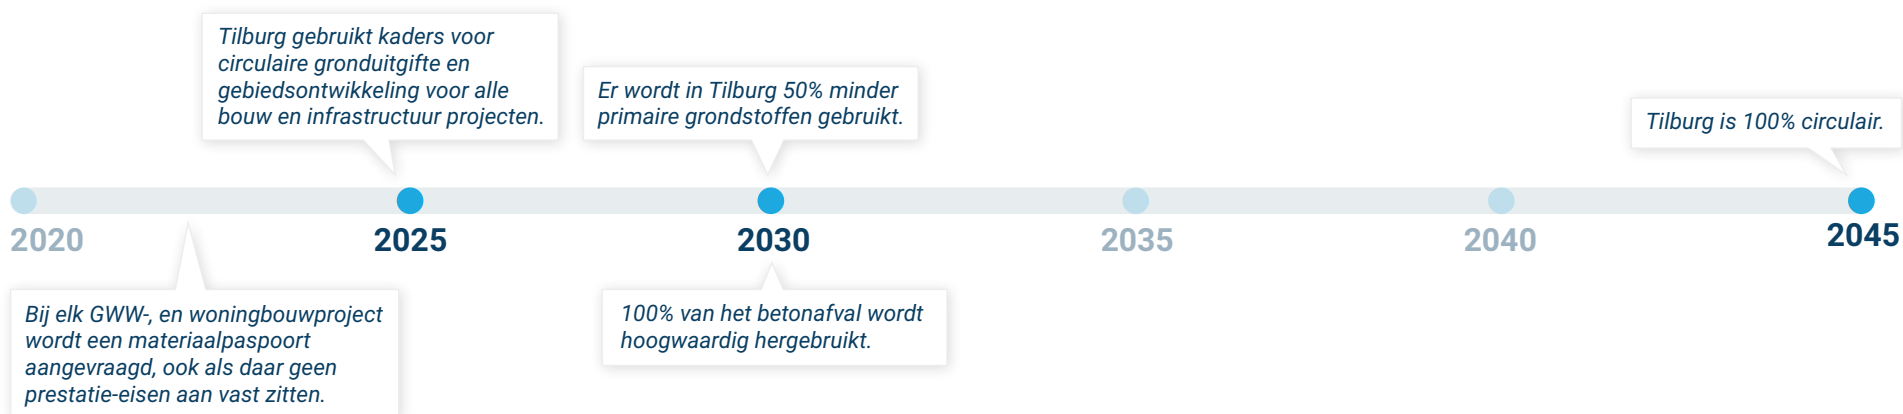 Tilburg gebruikt kaders voor
circulaire gronduitgifte en
gebiedsontwikkeling voor alle
bouw en infrastructuur projecten.
Er wordt in Tilburg 50% minder
primaire grondstoffen gebruikt.
Tilburg is 100% circulair.
2020
2025
2030
2035
2040
2045
Bij elk GWW-, en woningbouwproject
wordt een materiaalpaspoort
aangevraagd, ook als daar geen
prestatie-eisen aan vast zitten.
100% van het betonafval wordt
hoogwaardig hergebruikt.